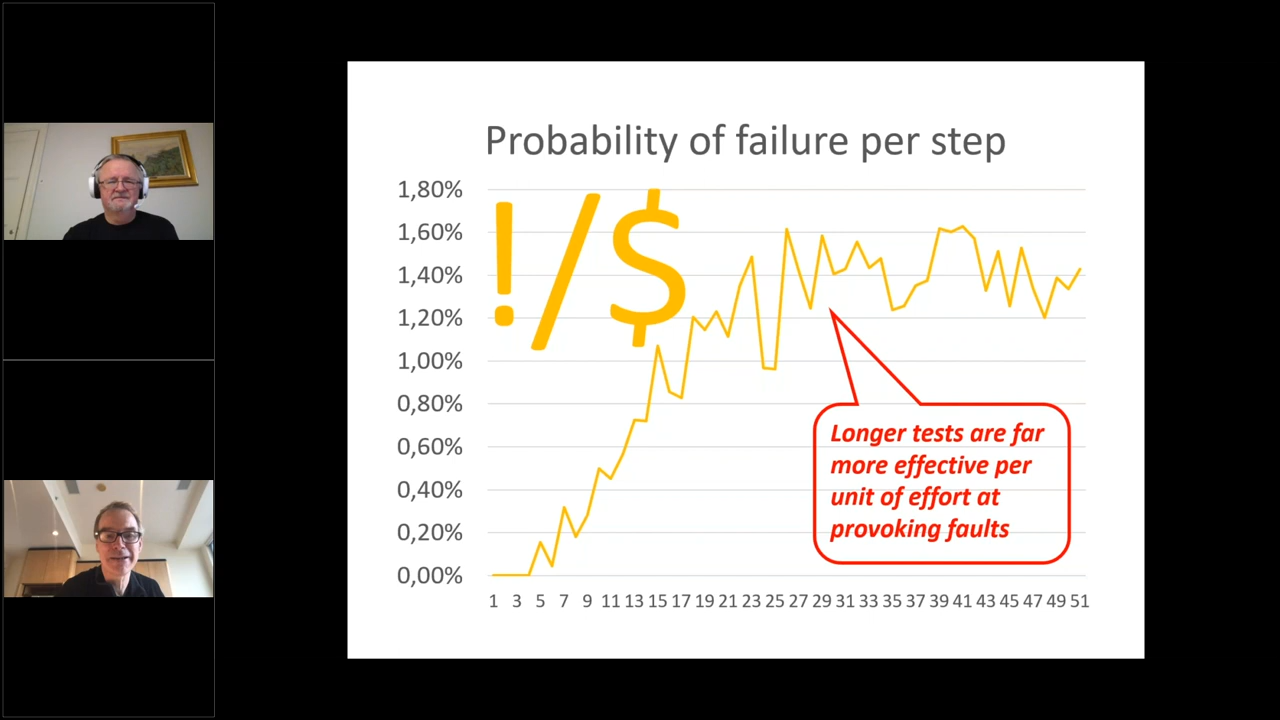 Probability of failure per step
1,80%
1,60%
1,40%
1,20%
1,00%
0,80%
0,60%
0,40%
0,20%
0,00%
!/$
Longer tests are far
more effective per
unit of effort at
provoking faults
1 3 5 7 9 11 13 15 17 19 21 23 25 27 29 31 33 35 37 39 41 43 45 47 49 51